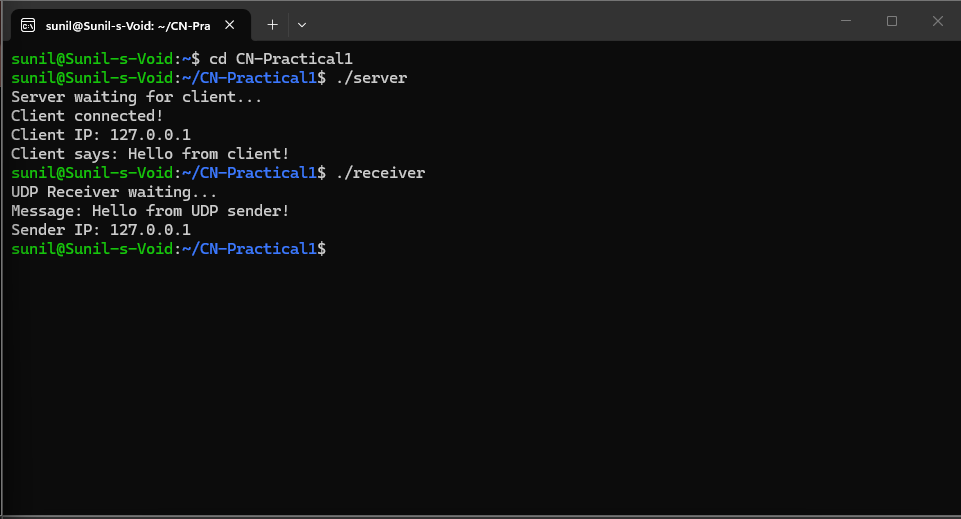 sunil@Sunil-s-Void: ~/CN-Pra
sunil@Sunil-s-Void:~$ cd CN-Practical1
sunil@Sunil-s-Void:~/CN-Practical1$ ./server
Server waiting for client...
Client connected!
Client IP: 127.0.0.1
Client says: Hello from client!
sunil@Sunil-s-Void:~/CN-Practical1$ ./receiver
UDP Receiver waiting...
Message: Hello from UDP sender!
Sender IP: 127.0.0.1
sunil@Sunil-s-Void:~/CN-Practical1$